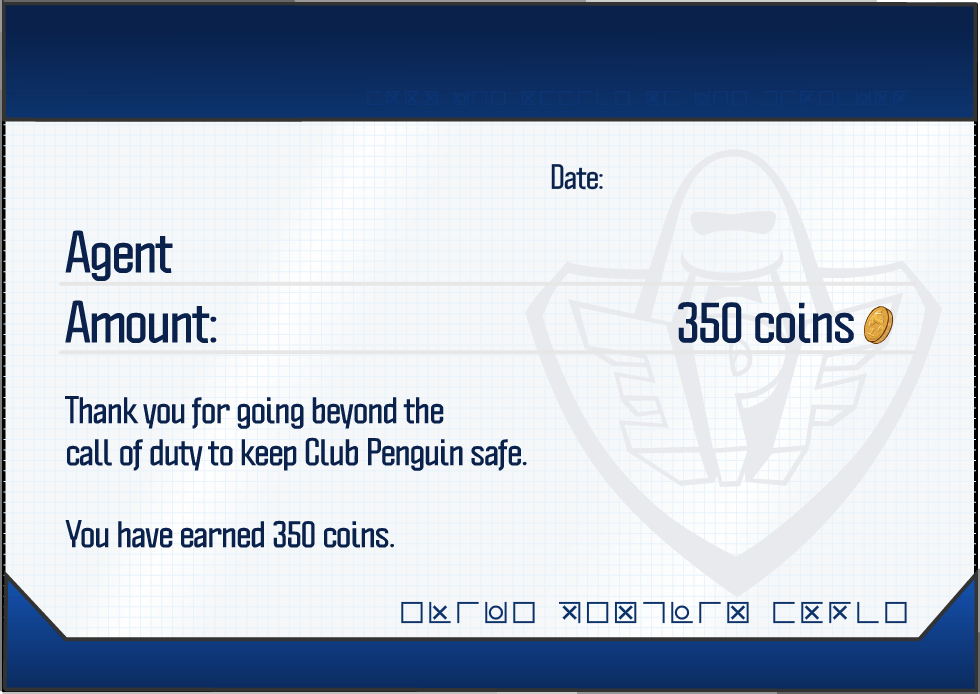 Date:
Agent
Amount: 350 coins
Thank you for going beyond the
call of duty to keep Club Penguin safe.
You have earned 350 coins.